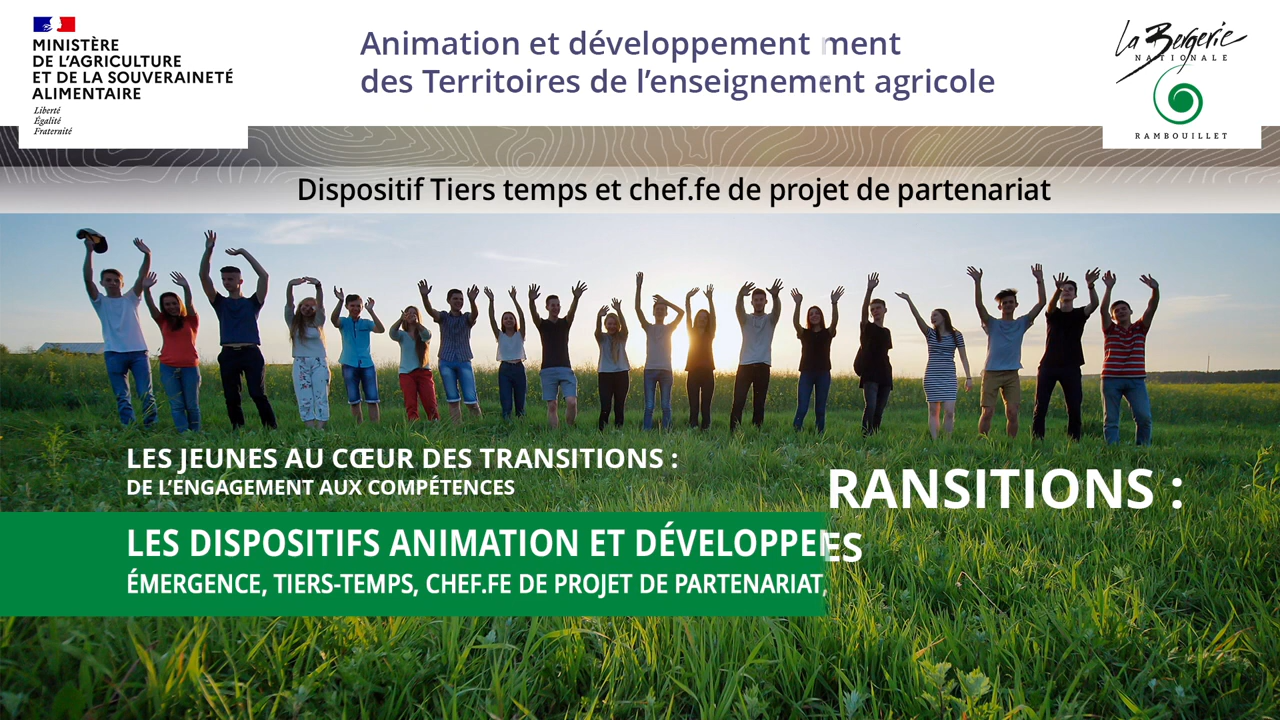 MINISTÈRE
DE L'AGRICULTURE
ET DE LA SOUVERAINETÉ
ALIMENTAIRE
Liberté
Égalité
Fraternité
Animation et développement ment
des Territoires de l'enseignement agricole
La Bergerie
NATIONALE
RAMBOUILLET
Dispositif Tiers temps et chef.fe de projet de partenariat
LES JEUNES AU CŒUR DES TRANSITIONS :
DE L'ENGAGEMENT AUX COMPÉTENCES
RANSITIONS :
LES DISPOSITIFS ANIMATION ET DÉVELOPPE
ES
ÉMERGENCE, TIERS-TEMPS, CHEF.FE DE PROJET DE PARTENARIAT,